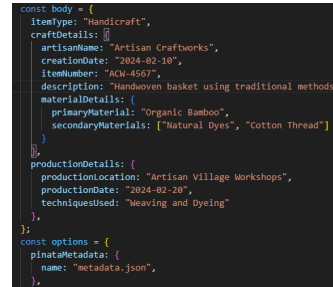 const body = {
itemType: "Handicraft",
craftDetails: {
artisanName: "Artisan Craftworks",
creationDate: "2024-02-10",
itemNumber: "ACW-4567",
description: "Handwoven basket using traditional methods
materialDetails: {
primaryMaterial: "Organic Bamboo",
secondaryMaterials: ["Natural Dyes", "Cotton Thread"]
}
},
productionDetails: {
productionLocation: "Artisan Village Workshops",
productionDate: "2024-02-20",
techniquesUsed: "Weaving and Dyeing"
},
};
const options = {
pinataMetadata: {
name: "metadata.json",
},